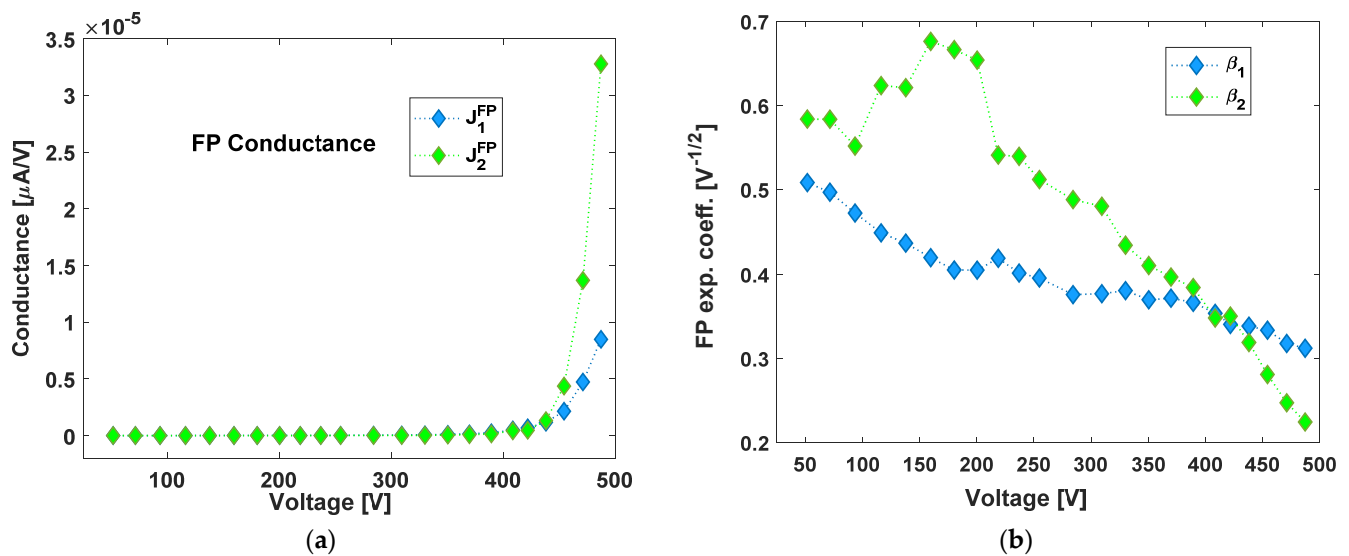 ×10⁻⁵
3.5
3
2.5
2
1.5
1
0.5
0
Conductance [μA/V]
FP Conductance
J₁ᶠᴾ
J₂ᶠᴾ
100 200 300 400 500
Voltage [V]
(a)
0.7
0.6
0.5
0.4
0.3
0.2
FP exp. coeff. [V⁻¹/²]
β₁
β₂
50 100 150 200 250 300 350 400 450 500
Voltage [V]
(b)